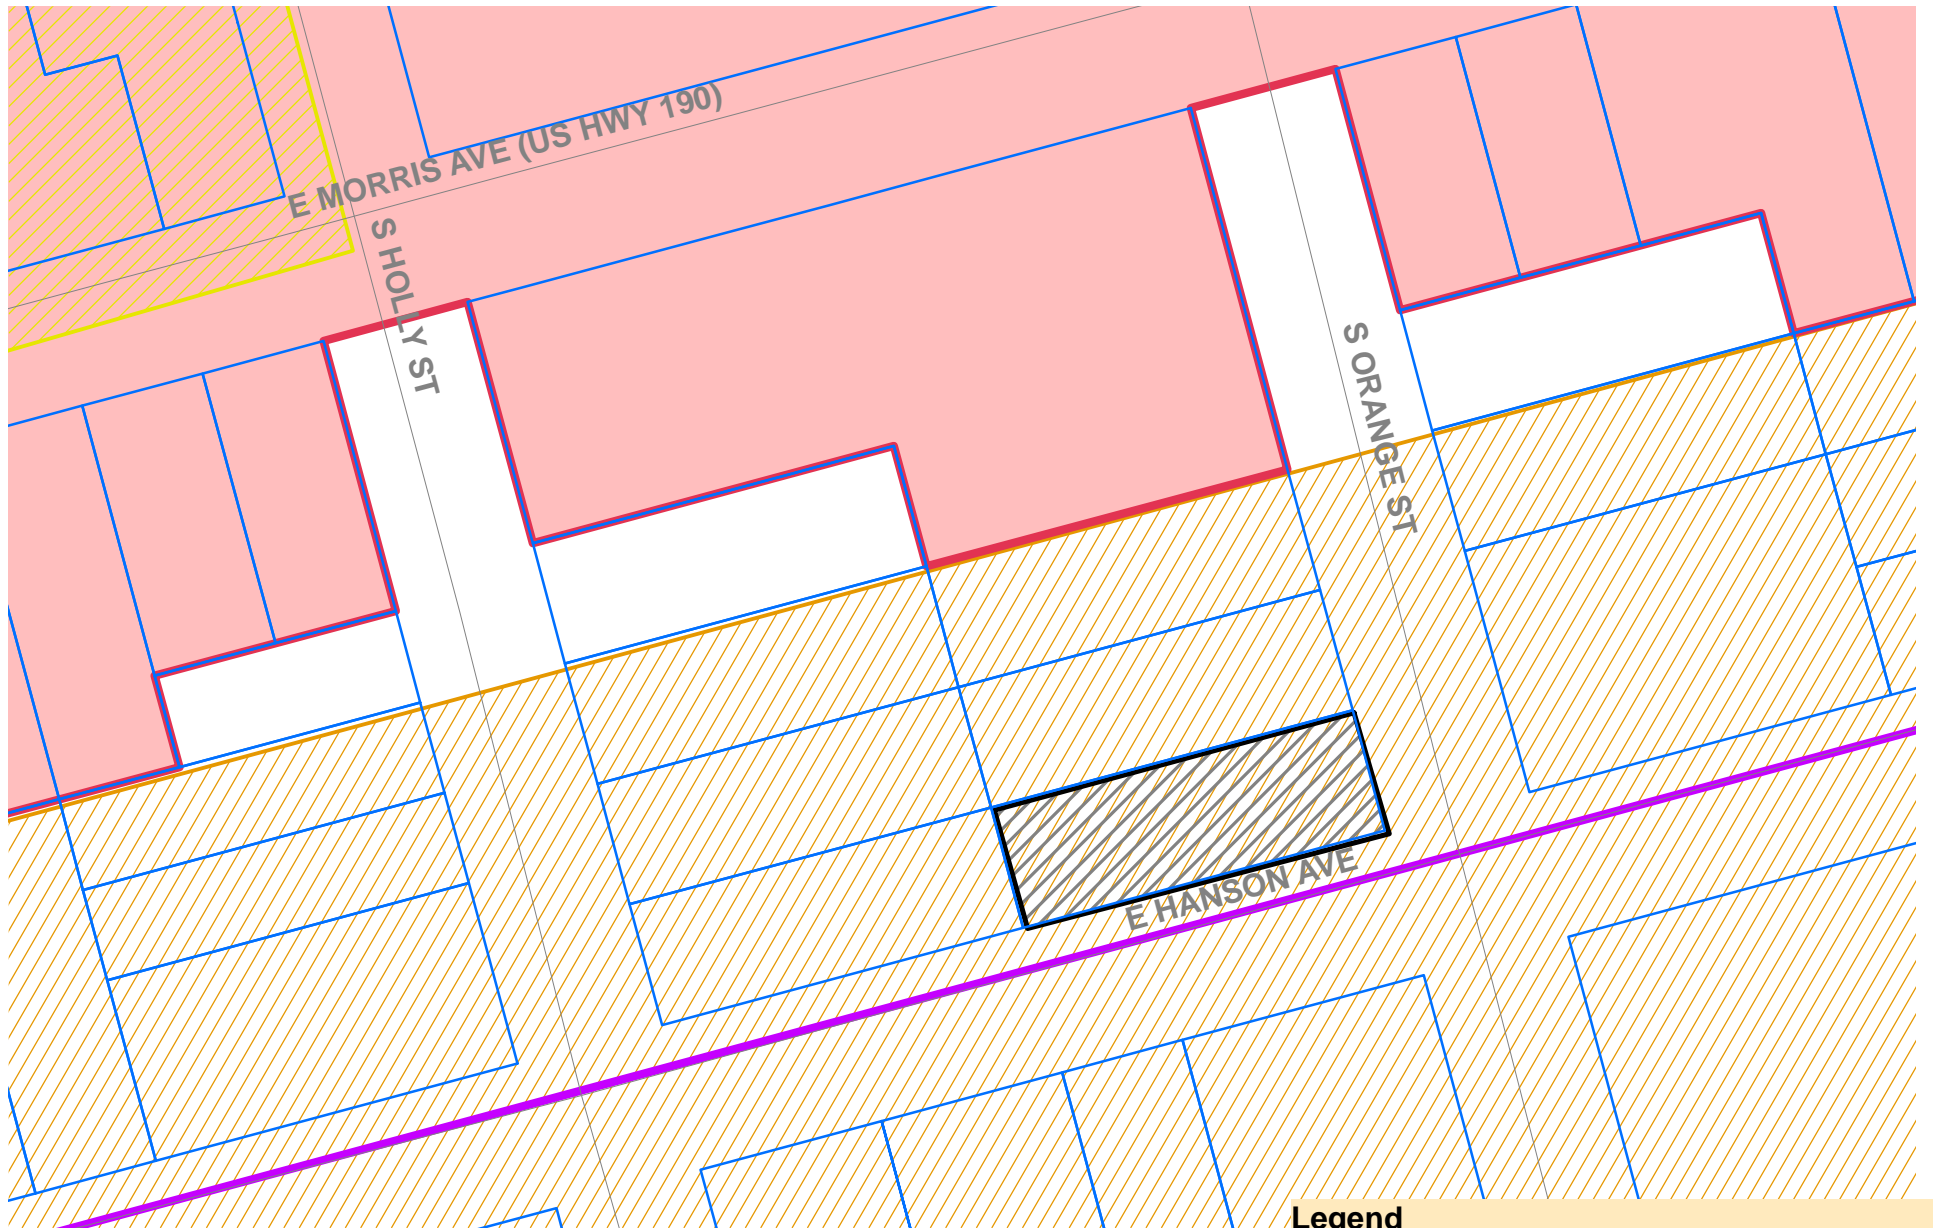 E MORRIS AVE (US HWY 190)
S HOLLY ST
S ORANGE ST
E HANSON AVE
Legend